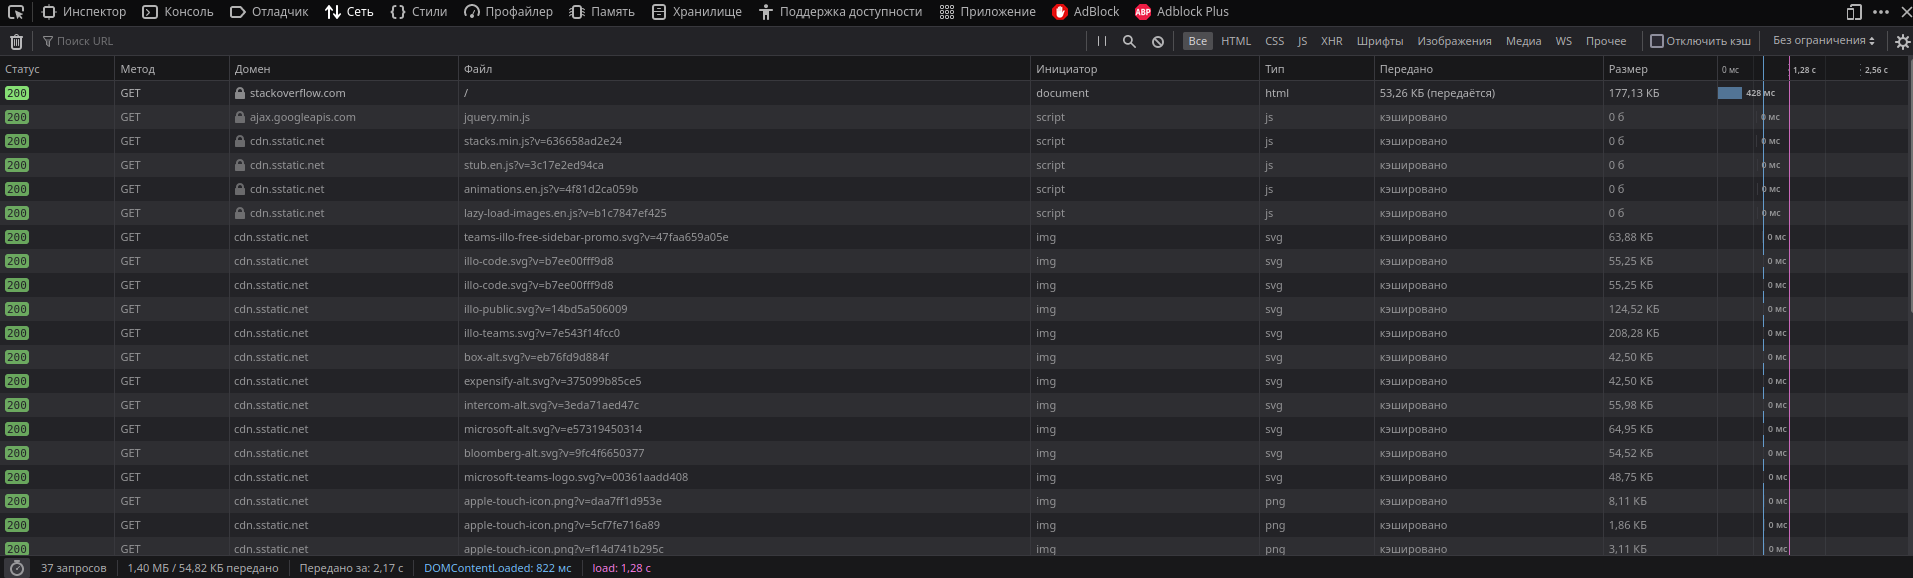 Инспектор Консоль Отладчик Сеть Стили Профайлер Память Хранилище Поддержка доступности Приложение AdBlock ABP Adblock Plus
Поиск URL Все HTML CSS JS XHR Шрифты Изображения Медиа WS Прочее Отключить кэш Без ограничения
Статус Метод Домен Файл Инициатор Тип Передано Размер 0 мс 1,28 с 2,56 с
200 GET stackoverflow.com / document html 53,26 КБ (передаётся) 177,13 КБ 428 мс
200 GET ajax.googleapis.com jquery.min.js script js кэшировано 0 б 0 мс
200 GET cdn.sstatic.net stacks.min.js?v=636658ad2e24 script js кэшировано 0 б 0 мс
200 GET cdn.sstatic.net stub.en.js?v=3c17e2ed94ca script js кэшировано 0 б 0 мс
200 GET cdn.sstatic.net animations.en.js?v=4f81d2ca059b script js кэшировано 0 б 0 мс
200 GET cdn.sstatic.net lazy-load-images.en.js?v=b1c7847ef425 script js кэшировано 0 б 0 мс
200 GET cdn.sstatic.net teams-illo-free-sidebar-promo.svg?v=47faa659a05e img svg кэшировано 63,88 КБ 0 мс
200 GET cdn.sstatic.net illo-code.svg?v=b7ee00fff9d8 img svg кэшировано 55,25 КБ 0 мс
200 GET cdn.sstatic.net illo-code.svg?v=b7ee00fff9d8 img svg кэшировано 55,25 КБ 0 мс
200 GET cdn.sstatic.net illo-public.svg?v=14bd5a506009 img svg кэшировано 124,52 КБ 0 мс
200 GET cdn.sstatic.net illo-teams.svg?v=7e543f14fcc0 img svg кэшировано 208,28 КБ 0 мс
200 GET cdn.sstatic.net box-alt.svg?v=eb76fd9d884f img svg кэшировано 42,50 КБ 0 мс
200 GET cdn.sstatic.net expensify-alt.svg?v=375099b85ce5 img svg кэшировано 42,50 КБ 0 мс
200 GET cdn.sstatic.net intercom-alt.svg?v=3eda71aed47c img svg кэшировано 55,98 КБ 0 мс
200 GET cdn.sstatic.net microsoft-alt.svg?v=e57319450314 img svg кэшировано 64,95 КБ 0 мс
200 GET cdn.sstatic.net bloomberg-alt.svg?v=9fc4f6650377 img svg кэшировано 54,52 КБ 0 мс
200 GET cdn.sstatic.net microsoft-teams-logo.svg?v=00361aadd408 img svg кэшировано 48,75 КБ 0 мс
200 GET cdn.sstatic.net apple-touch-icon.png?v=daa7ff1d953e img png кэшировано 8,11 КБ 0 мс
200 GET cdn.sstatic.net apple-touch-icon.png?v=5cf7fe716a89 img png кэшировано 1,86 КБ 0 мс
200 GET cdn.sstatic.net apple-touch-icon.png?v=f14d741b295c img png кэшировано 3,11 КБ 0 мс
37 запросов 1,40 МБ / 54,82 КБ передано Передано за: 2,17 с DOMContentLoaded: 822 мс load: 1,28 с